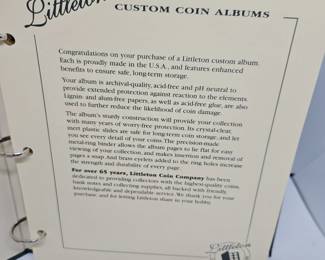 Littleton
CUSTOM COIN ALBUMS
Congratulations on your purchase of a Littleton custom album.
Each is proudly made in the U.S.A., and features enhanced
benefits to ensure safe, long-term storage.
Your album is archival-quality, acid-free and pH neutral to
provide extended protection against reaction to the elements.
Lignin- and alum-free papers, as well as acid-free glue, are also
used to further reduce the likelihood of coin damage.
The album's sturdy construction will provide your collection
with many years of worry-free protection. Its crystal-clear,
inert plastic slides are safe for long-term coin storage, and let
you see every detail of your coins. The precision-made
metal-ring binder allows the album pages to lie flat for easy
viewing of your collection, and makes insertion and removal of
pages a snap. And brass eyelets added to the ring holes increase
the strength and durability of every page.
For over 65 years, Littleton Coin Company has been
dedicated to providing collectors with the highest-quality coins,
bank notes and collecting supplies, all backed with friendly,
knowledgeable and dependable service. We thank you for your
purchase, and for letting Littleton share in your hobby.
Littleton